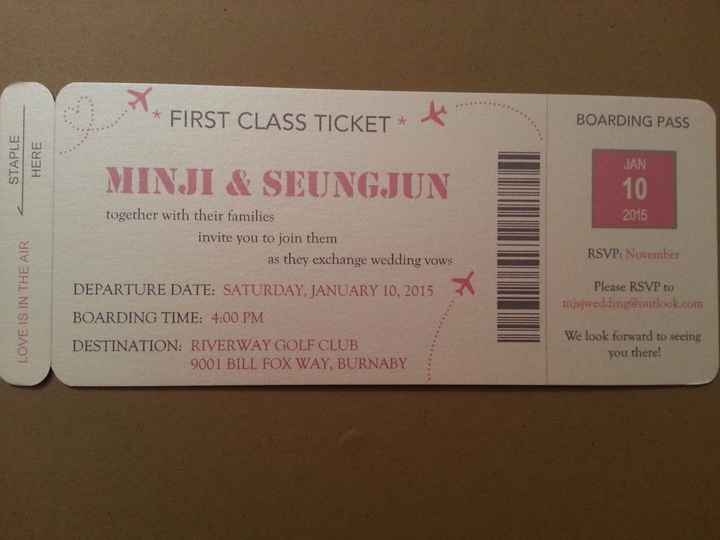 STAPLE
HERE
LOVE IS IN THE AIR
* FIRST CLASS TICKET *
MINJI & SEUNGJUN
together with their families
invite you to join them
as they exchange wedding vows
DEPARTURE DATE: SATURDAY, JANUARY 10, 2015
BOARDING TIME: 4:00 PM
DESTINATION: RIVERWAY GOLF CLUB
9001 BILL FOX WAY, BURNABY
BOARDING PASS
JAN
10
2015
RSVP: November
Please RSVP to
mjsjwedding@outlook.com
We look forward to seeing
you there!